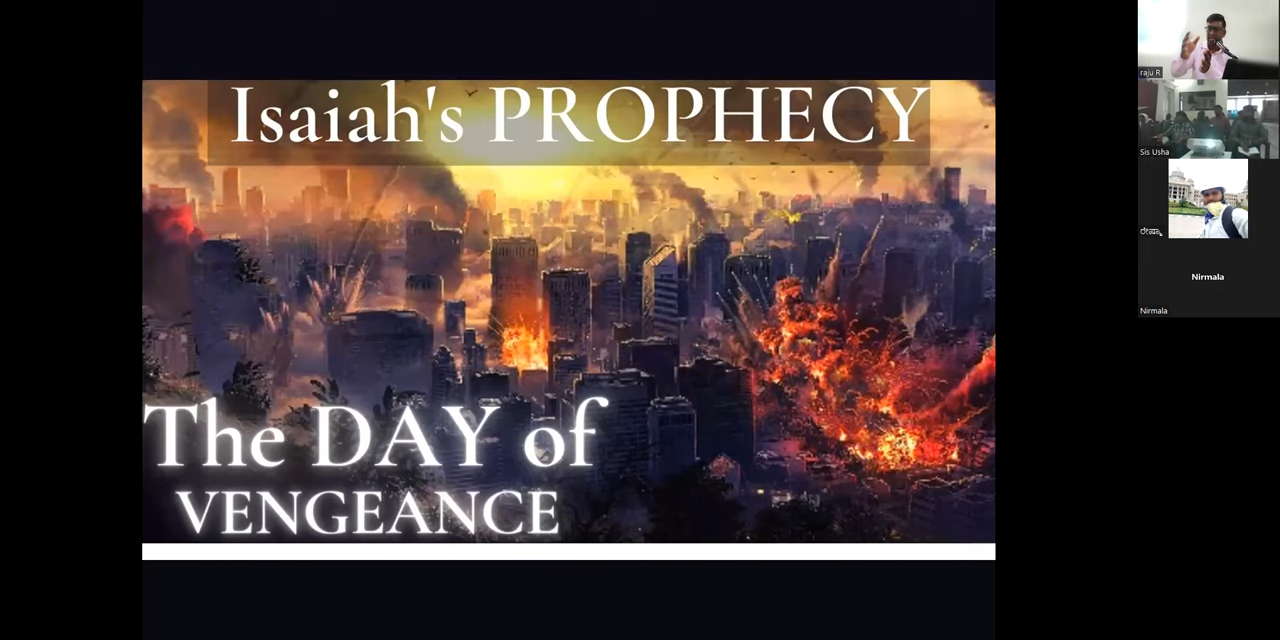 Isaiah's PROPHECY
The DAY of
VENGEANCE
raju R
Sis Usha
Nirmala
Nirmala